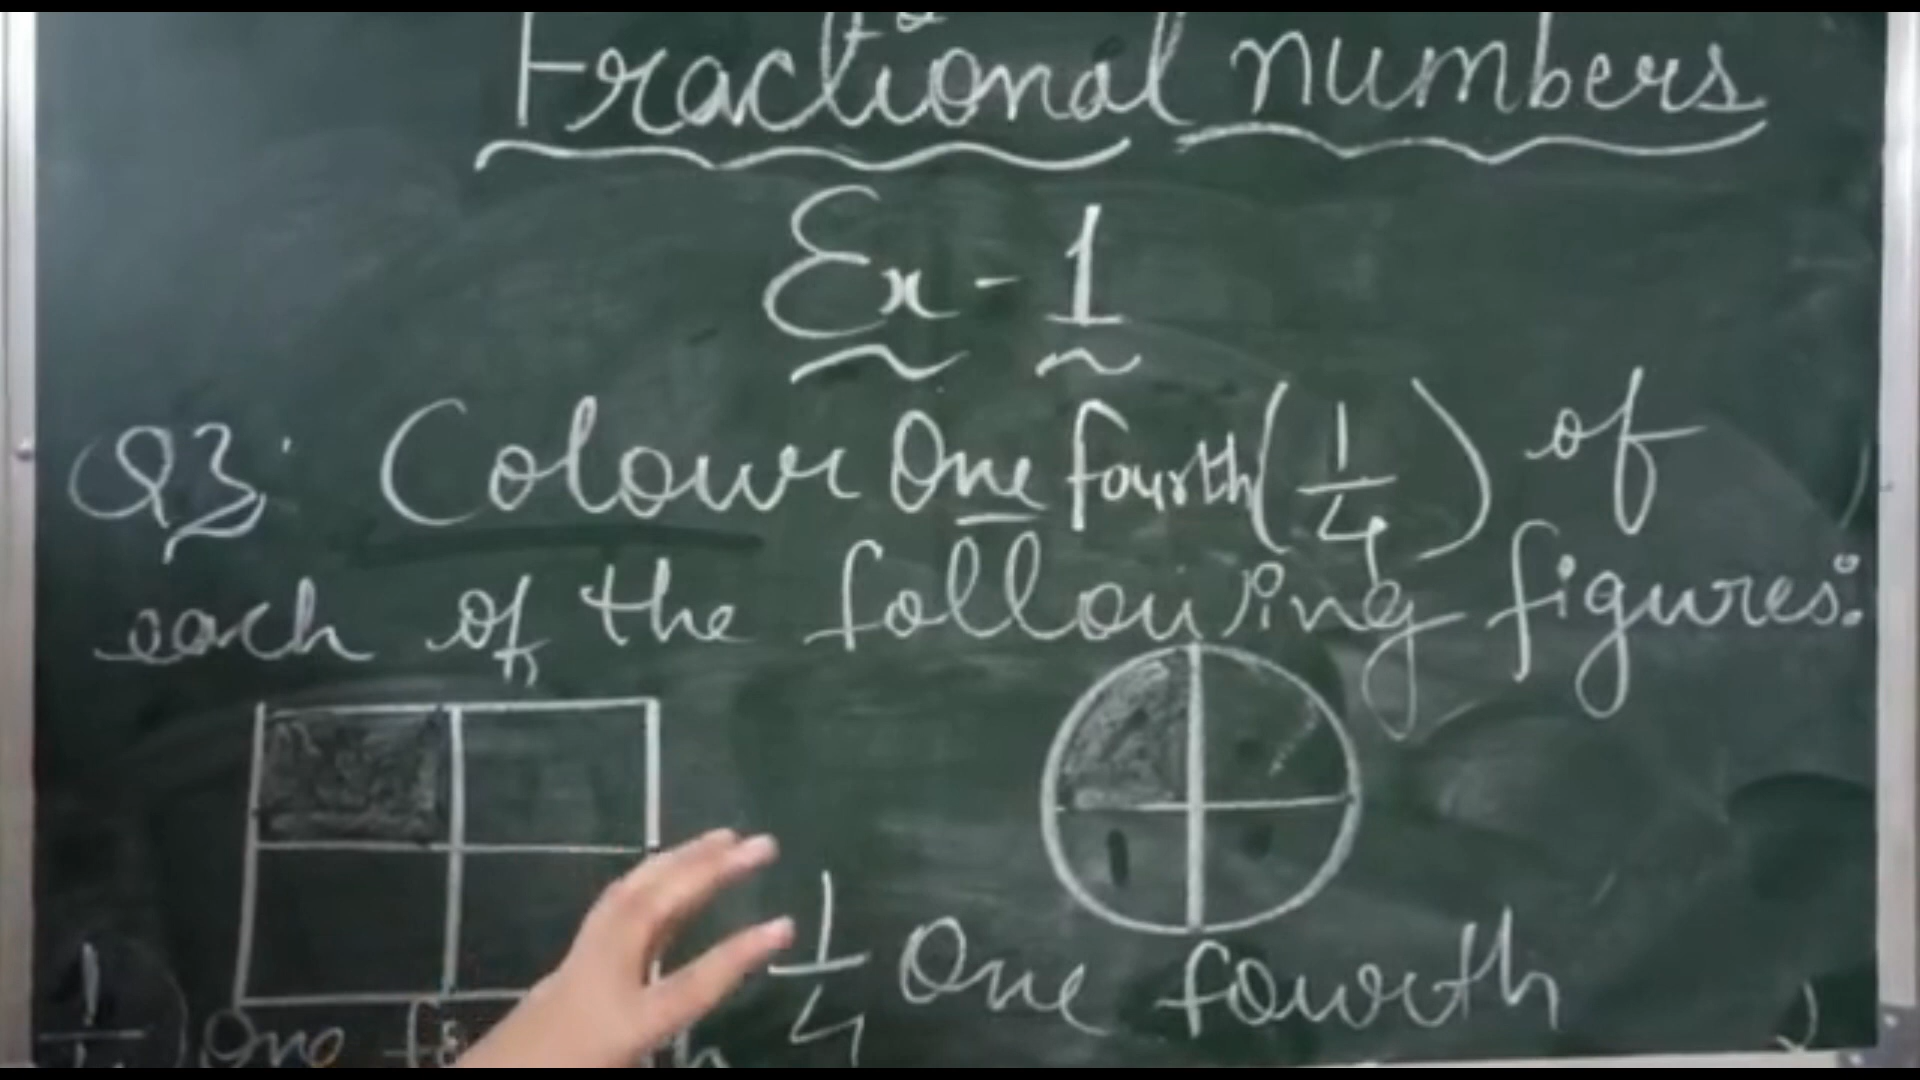 Fractional numbers
Ex-1
Q3. Colour One fourth (1/4) of
each of the following figures:
1/4 One fourth
One